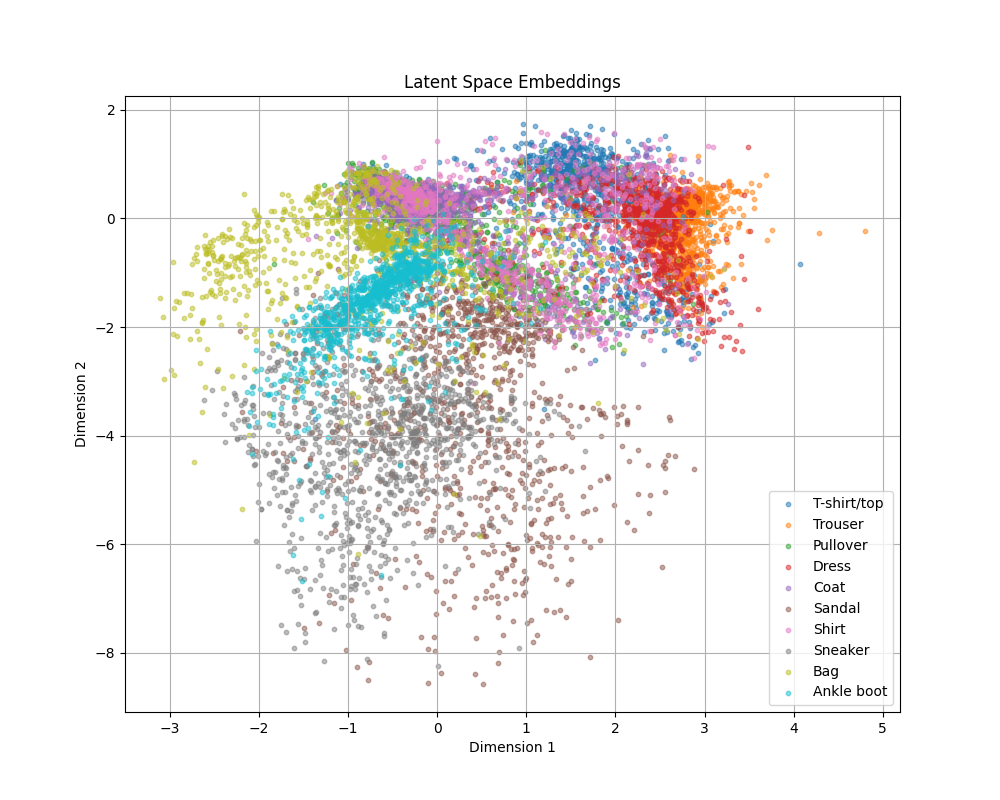 Latent Space Embeddings
2
0
−2
−4
−6
−8
Dimension 2
−3
−2
−1
0
1
2
3
4
5
Dimension 1
T-shirt/top
Trouser
Pullover
Dress
Coat
Sandal
Shirt
Sneaker
Bag
Ankle boot